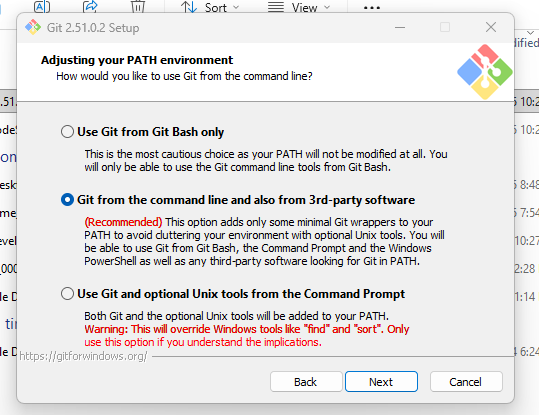 Sort
View
...
Git 2.51.0.2 Setup
Adjusting your PATH environment
How would you like to use Git from the command line?
Use Git from Git Bash only
This is the most cautious choice as your PATH will not be modified at all. You
will only be able to use the Git command line tools from Git Bash.
Git from the command line and also from 3rd-party software
(Recommended) This option adds only some minimal Git wrappers to your
PATH to avoid cluttering your environment with optional Unix tools. You will
be able to use Git from Git Bash, the Command Prompt and the Windows
PowerShell as well as any third-party software looking for Git in PATH.
Use Git and optional Unix tools from the Command Prompt
Both Git and the optional Unix tools will be added to your PATH.
Warning: This will override Windows tools like "find" and "sort". Only
use this option if you understand the implications.
https://gitforwindows.org/
Back
Next
Cancel